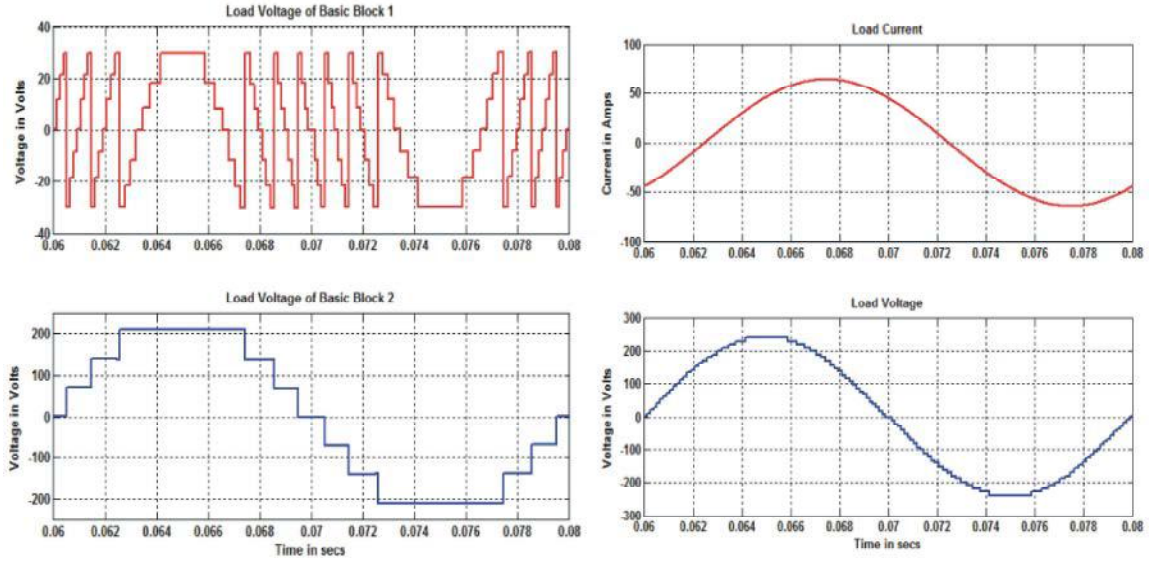 Load Voltage of Basic Block 1
Voltage in Volts
40
20
0
-20
-40
0.06 0.062 0.064 0.066 0.068 0.07 0.072 0.074 0.076 0.078 0.08
Load Current
Current in Amps
100
50
0
-50
-100
0.06 0.062 0.064 0.066 0.068 0.07 0.072 0.074 0.076 0.078 0.08
Load Voltage of Basic Block 2
Voltage in Volts
200
100
0
-100
-200
0.06 0.062 0.064 0.066 0.068 0.07 0.072 0.074 0.076 0.078 0.08
Time in secs
Load Voltage
Voltage in Volts
300
200
100
0
-100
-200
-300
0.06 0.062 0.064 0.066 0.068 0.07 0.072 0.074 0.076 0.078 0.08
Time in secs